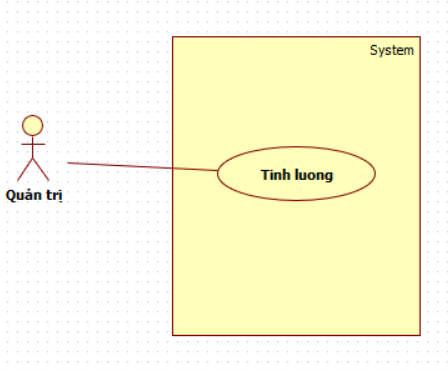 System
Tinh luong
Quản trị